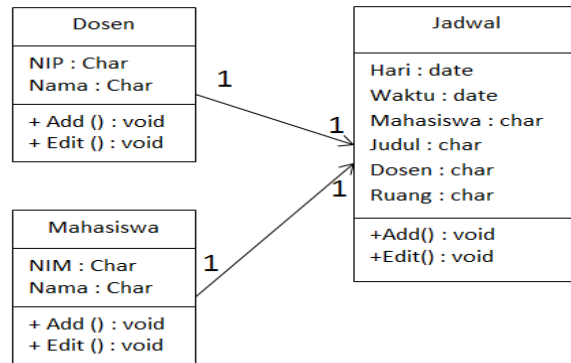 Dosen
NIP : Char
Nama : Char
+ Add () : void
+ Edit () : void
1
1
Jadwal
Hari : date
Waktu : date
Mahasiswa : char
Judul : char
Dosen : char
Ruang : char
+Add() : void
+Edit() : void
Mahasiswa
NIM : Char
Nama : Char
+ Add () : void
+ Edit () : void
1
1